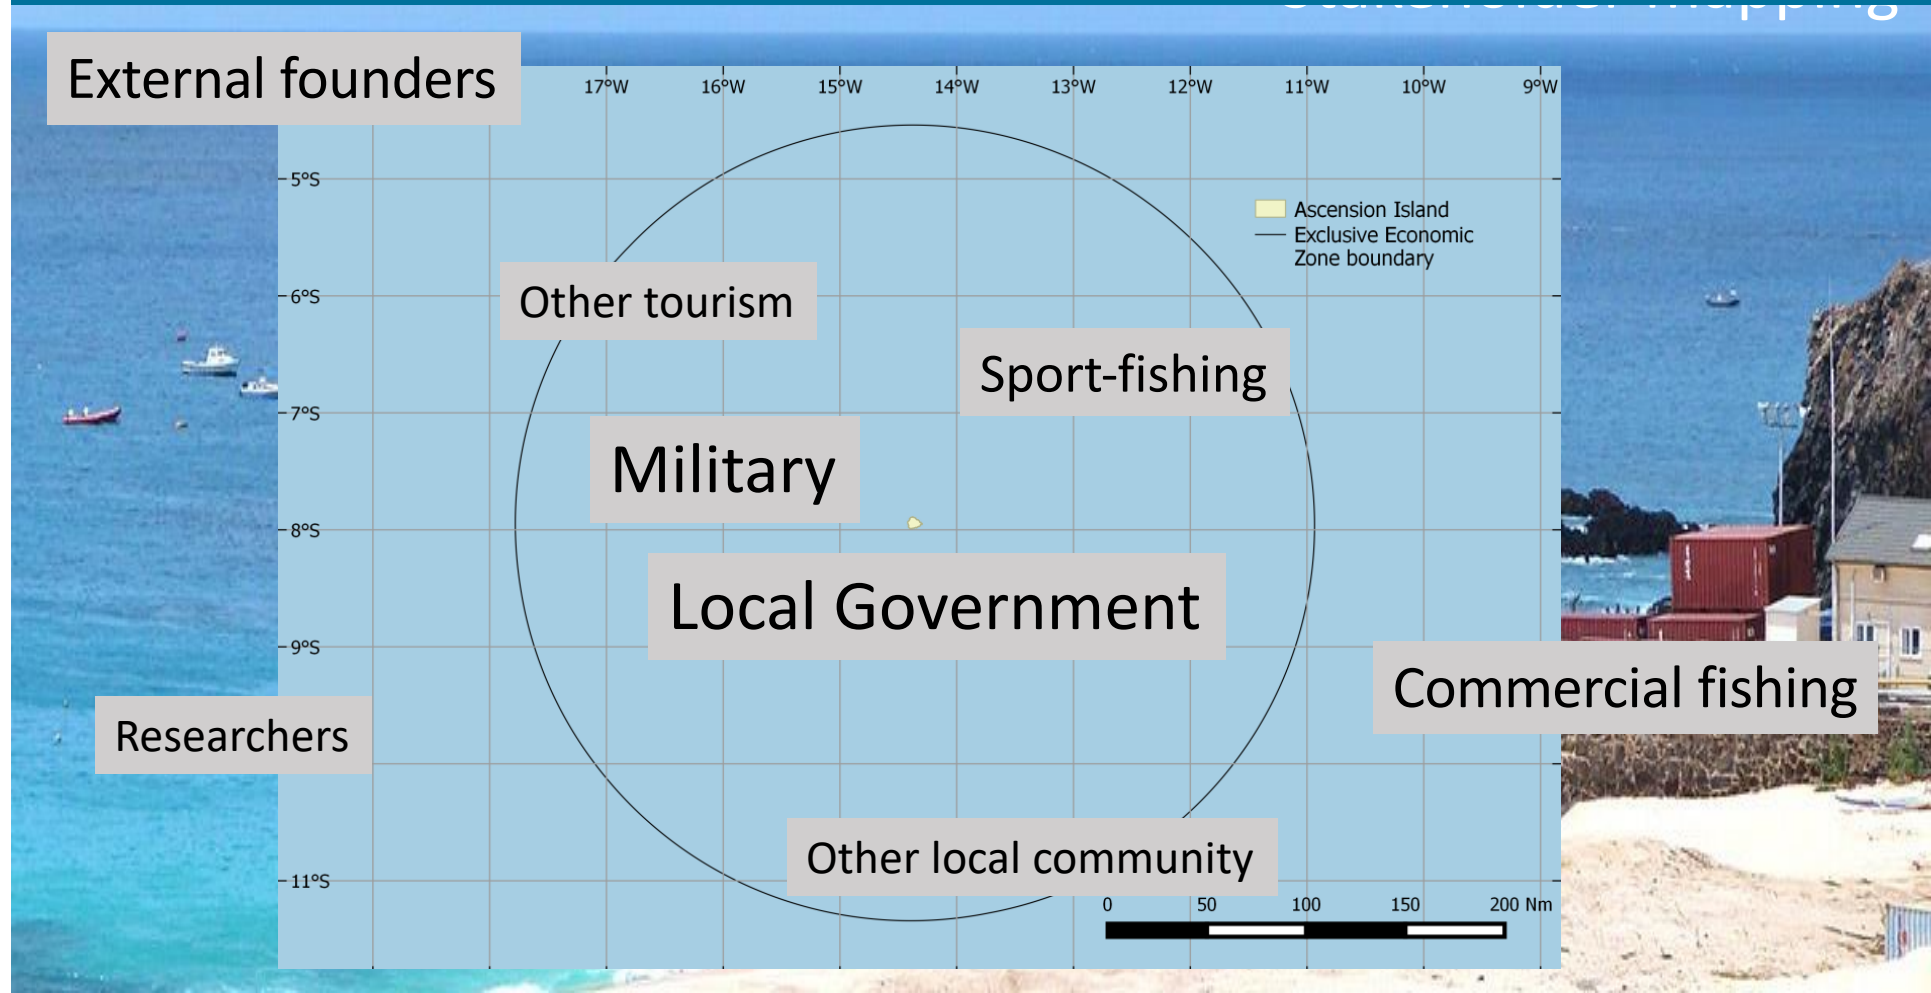 Stakeholder mapping
External founders
17°W 16°W 15°W 14°W 13°W 12°W 11°W 10°W 9°W
5°S
Ascension Island
Exclusive Economic
Zone boundary
6°S
Other tourism
Sport-fishing
7°S
Military
8°S
Local Government
9°S
Commercial fishing
Researchers
Other local community
11°S
0 50 100 150 200 Nm